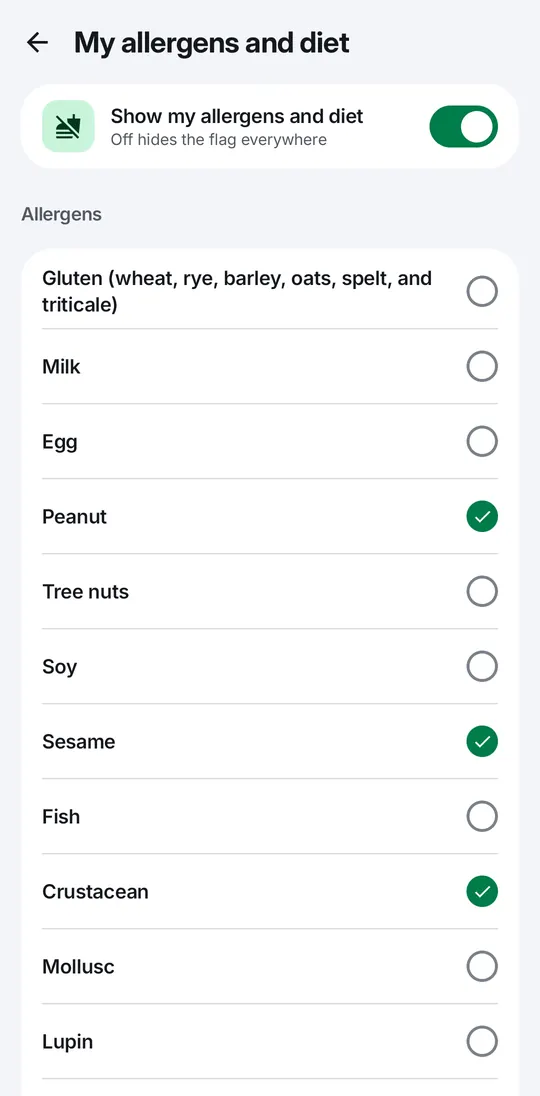 My allergens and diet
Show my allergens and diet
Off hides the flag everywhere
Allergens
Gluten (wheat, rye, barley, oats, spelt, and
triticale)
Milk
Egg
Peanut
Tree nuts
Soy
Sesame
Fish
Crustacean
Mollusc
Lupin